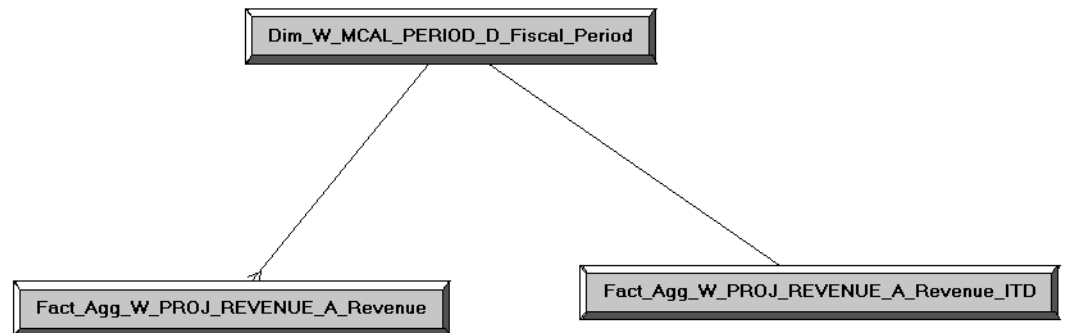 Dim_W_MCAL_PERIOD_D_Fiscal_Period
Fact_Agg_W_PROJ_REVENUE_A_Revenue
Fact_Agg_W_PROJ_REVENUE_A_Revenue_ITD